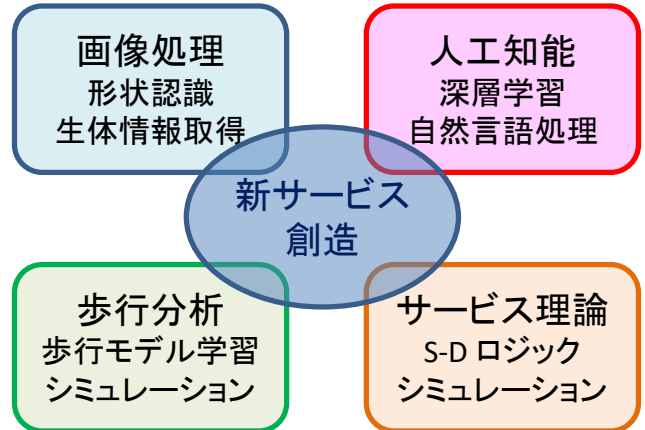 画像処理
形状認識
生体情報取得
人工知能
深層学習
自然言語処理
新サービス
創造
歩行分析
歩行モデル学習
シミュレーション
サービス理論
S-D ロジック
シミュレーション